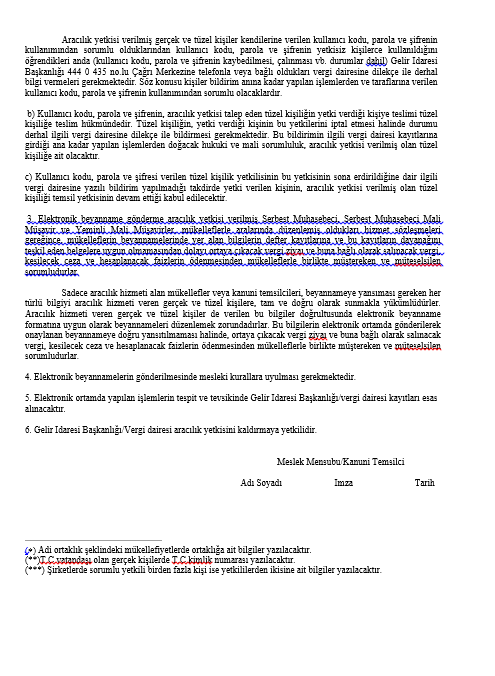 Aracılık yetkisi verilmiş gerçek ve tüzel kişiler kendilerine verilen kullanıcı kodu, parola ve şifrenin
kullanımından sorumlu olduklarından kullanıcı kodu, parola ve şifrenin yetkisiz kişilerce kullanıldığını
öğrendikleri anda (kullanıcı kodu, parola ve şifrenin kaybedilmesi, çalınması vb. durumlar dahil) Gelir İdaresi
Başkanlığı 444 0 435 no.lu Çağrı Merkezine telefonla veya bağlı oldukları vergi dairesine dilekçe ile derhal
bilgi vermeleri gerekmektedir. Söz konusu kişiler bildirim anına kadar yapılan işlemlerden ve taraflarına verilen
kullanıcı kodu, parola ve şifrenin kullanımından sorumlu olacaklardır.
b) Kullanıcı kodu, parola ve şifrenin, aracılık yetkisi talep eden tüzel kişiliğin yetki verdiği kişiye teslimi tüzel
kişiliğe teslim hükmündedir. Tüzel kişiliğin, yetki verdiği kişinin bu yetkilerini iptal etmesi halinde durumu
derhal ilgili vergi dairesine dilekçe ile bildirmesi gerekmektedir. Bu bildirimin ilgili vergi dairesi kayıtlarına
girdiği ana kadar yapılan işlemlerden doğacak hukuki ve mali sorumluluk, aracılık yetkisi verilmiş olan tüzel
kişiliğe ait olacaktır.
c) Kullanıcı kodu, parola ve şifresi verilen tüzel kişilik yetkilisinin bu yetkisinin sona erdirildiğine dair ilgili
vergi dairesine yazılı bildirim yapılmadığı takdirde yetki verilen kişinin, aracılık yetkisi verilmiş olan tüzel
kişiliği temsil yetkisinin devam ettiği kabul edilecektir.
3. Elektronik beyanname gönderme aracılık yetkisi verilmiş Serbest Muhasebeci, Serbest Muhasebeci Mali
Müşavir ve Yeminli Mali Müşavirler, mükelleflerle aralarında düzenlemiş oldukları hizmet sözleşmeleri
gereğince, mükelleflerin beyannamelerinde yer alan bilgilerin defter kayıtlarına ve bu kayıtların dayanağını
teşkil eden belgelere uygun olmamasından dolayı ortaya çıkacak vergi ziyaı ve buna bağlı olarak salınacak vergi,
kesilecek ceza ve hesaplanacak faizlerin ödenmesinden mükelleflerle birlikte müştereken ve müteselsilen
sorumludurlar.
Sadece aracılık hizmeti alan mükellefler veya kanuni temsilcileri, beyannameye yansıması gereken her
türlü bilgiyi aracılık hizmeti veren gerçek ve tüzel kişilere, tam ve doğru olarak sunmakla yükümlüdürler.
Aracılık hizmeti veren gerçek ve tüzel kişiler de verilen bu bilgiler doğrultusunda elektronik beyanname
formatına uygun olarak beyannameleri düzenlemek zorundadırlar. Bu bilgilerin elektronik ortamda gönderilerek
onaylanan beyannameye doğru yansıtılmaması halinde, ortaya çıkacak vergi ziyaı ve buna bağlı olarak salınacak
vergi, kesilecek ceza ve hesaplanacak faizlerin ödenmesinden mükelleflerle birlikte müştereken ve müteselsilen
sorumludurlar.
4. Elektronik beyannamelerin gönderilmesinde mesleki kurallara uyulması gerekmektedir.
5. Elektronik ortamda yapılan işlemlerin tespit ve tevsikinde Gelir İdaresi Başkanlığı/vergi dairesi kayıtları esas
alınacaktır.
6. Gelir İdaresi Başkanlığı/Vergi dairesi aracılık yetkisini kaldırmaya yetkilidir.
Meslek Mensubu/Kanuni Temsilci
Adı Soyadı İmza Tarih
(*) Adi ortaklık şeklindeki mükellefiyetlerde ortaklığa ait bilgiler yazılacaktır.
(**)T.C.vatandaşı olan gerçek kişilerde T.C.kimlik numarası yazılacaktır.
(***) Şirketlerde sorumlu yetkili birden fazla kişi ise yetkililerden ikisine ait bilgiler yazılacaktır.